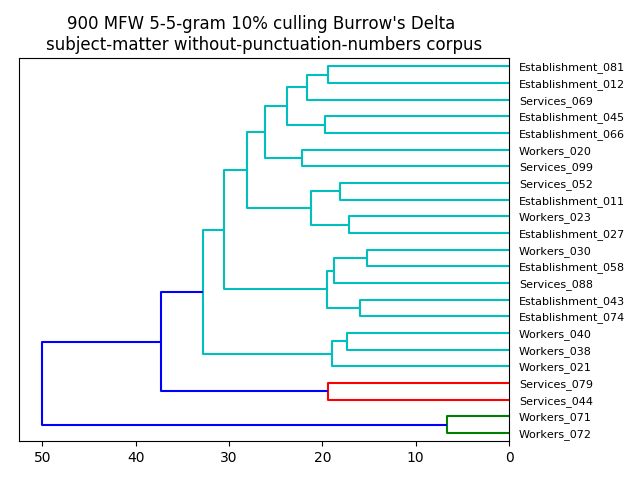 900 MFW 5-5-gram 10% culling Burrow's Delta
subject-matter without-punctuation-numbers corpus
Establishment_081
Establishment_012
Services_069
Establishment_045
Establishment_066
Workers_020
Services_099
Services_052
Establishment_011
Workers_023
Establishment_027
Workers_030
Establishment_058
Services_088
Establishment_043
Establishment_074
Workers_040
Workers_038
Workers_021
Services_079
Services_044
Workers_071
Workers_072
50 40 30 20 10 0